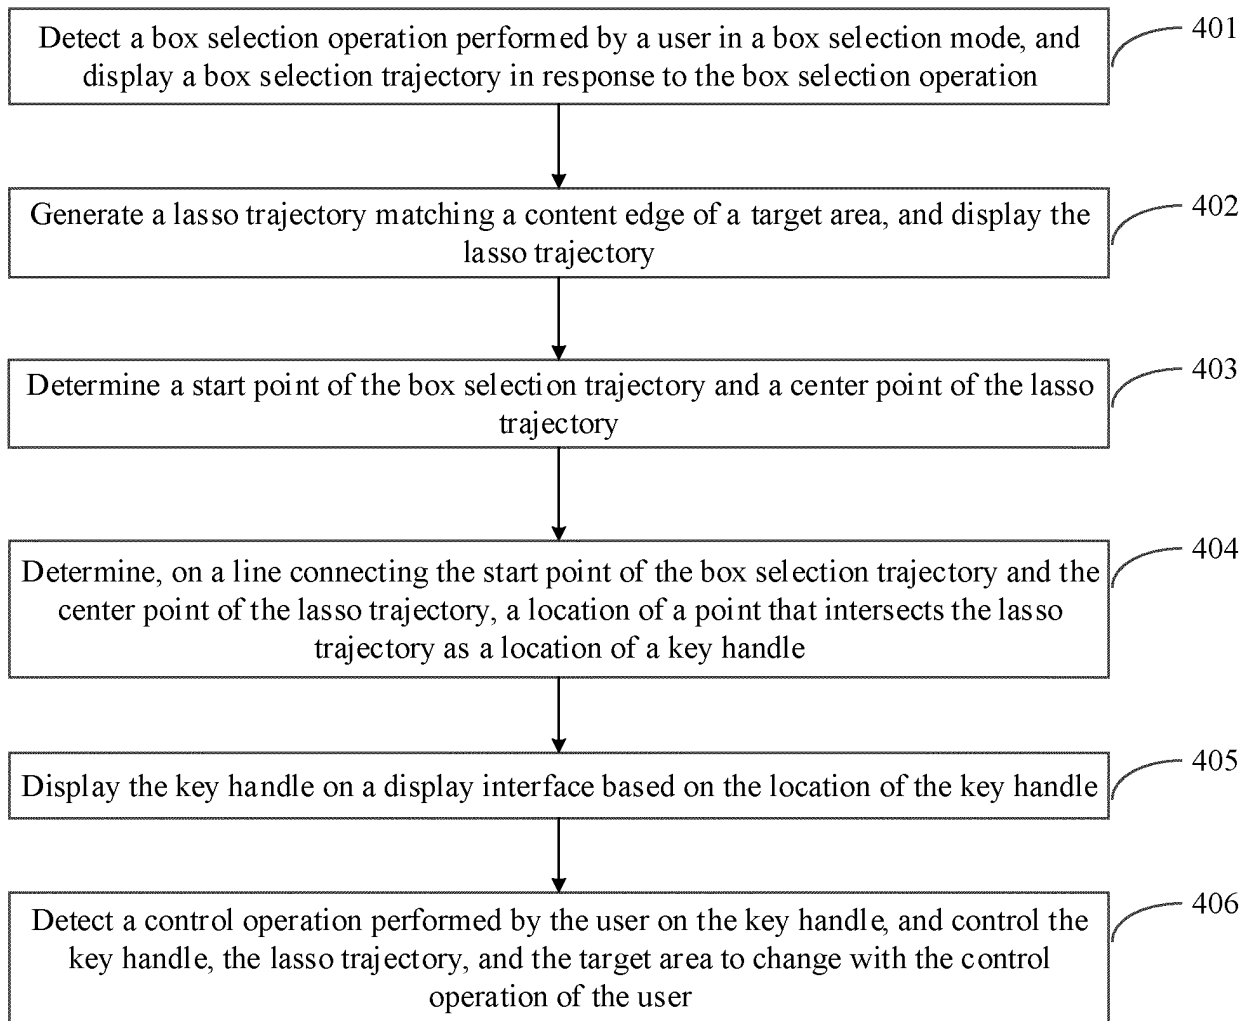 Detect a box selection operation performed by a user in a box selection mode, and
display a box selection trajectory in response to the box selection operation
401
Generate a lasso trajectory matching a content edge of a target area, and display the
lasso trajectory
402
Determine a start point of the box selection trajectory and a center point of the lasso
trajectory
403
Determine, on a line connecting the start point of the box selection trajectory and the
center point of the lasso trajectory, a location of a point that intersects the lasso
trajectory as a location of a key handle
404
Display the key handle on a display interface based on the location of the key handle
405
Detect a control operation performed by the user on the key handle, and control the
key handle, the lasso trajectory, and the target area to change with the control
operation of the user
406